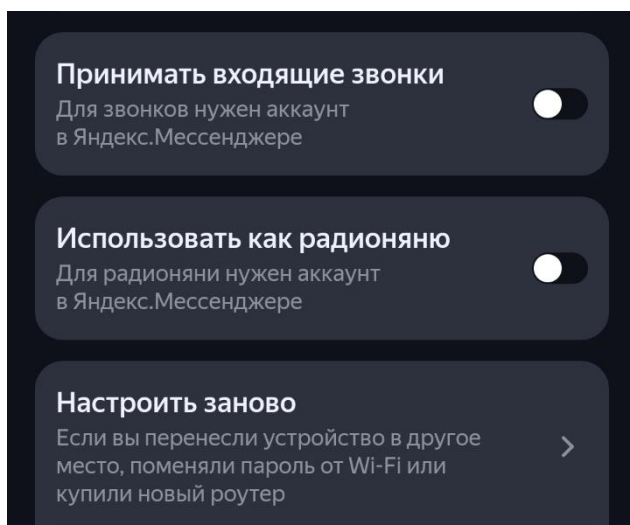 Принимать входящие звонки
Для звонков нужен аккаунт
в Яндекс.Мессенджере
Использовать как радионяню
Для радионяни нужен аккаунт
в Яндекс.Мессенджере
Настроить заново
Если вы перенесли устройство в другое
место, поменяли пароль от Wi-Fi или
купили новый роутер